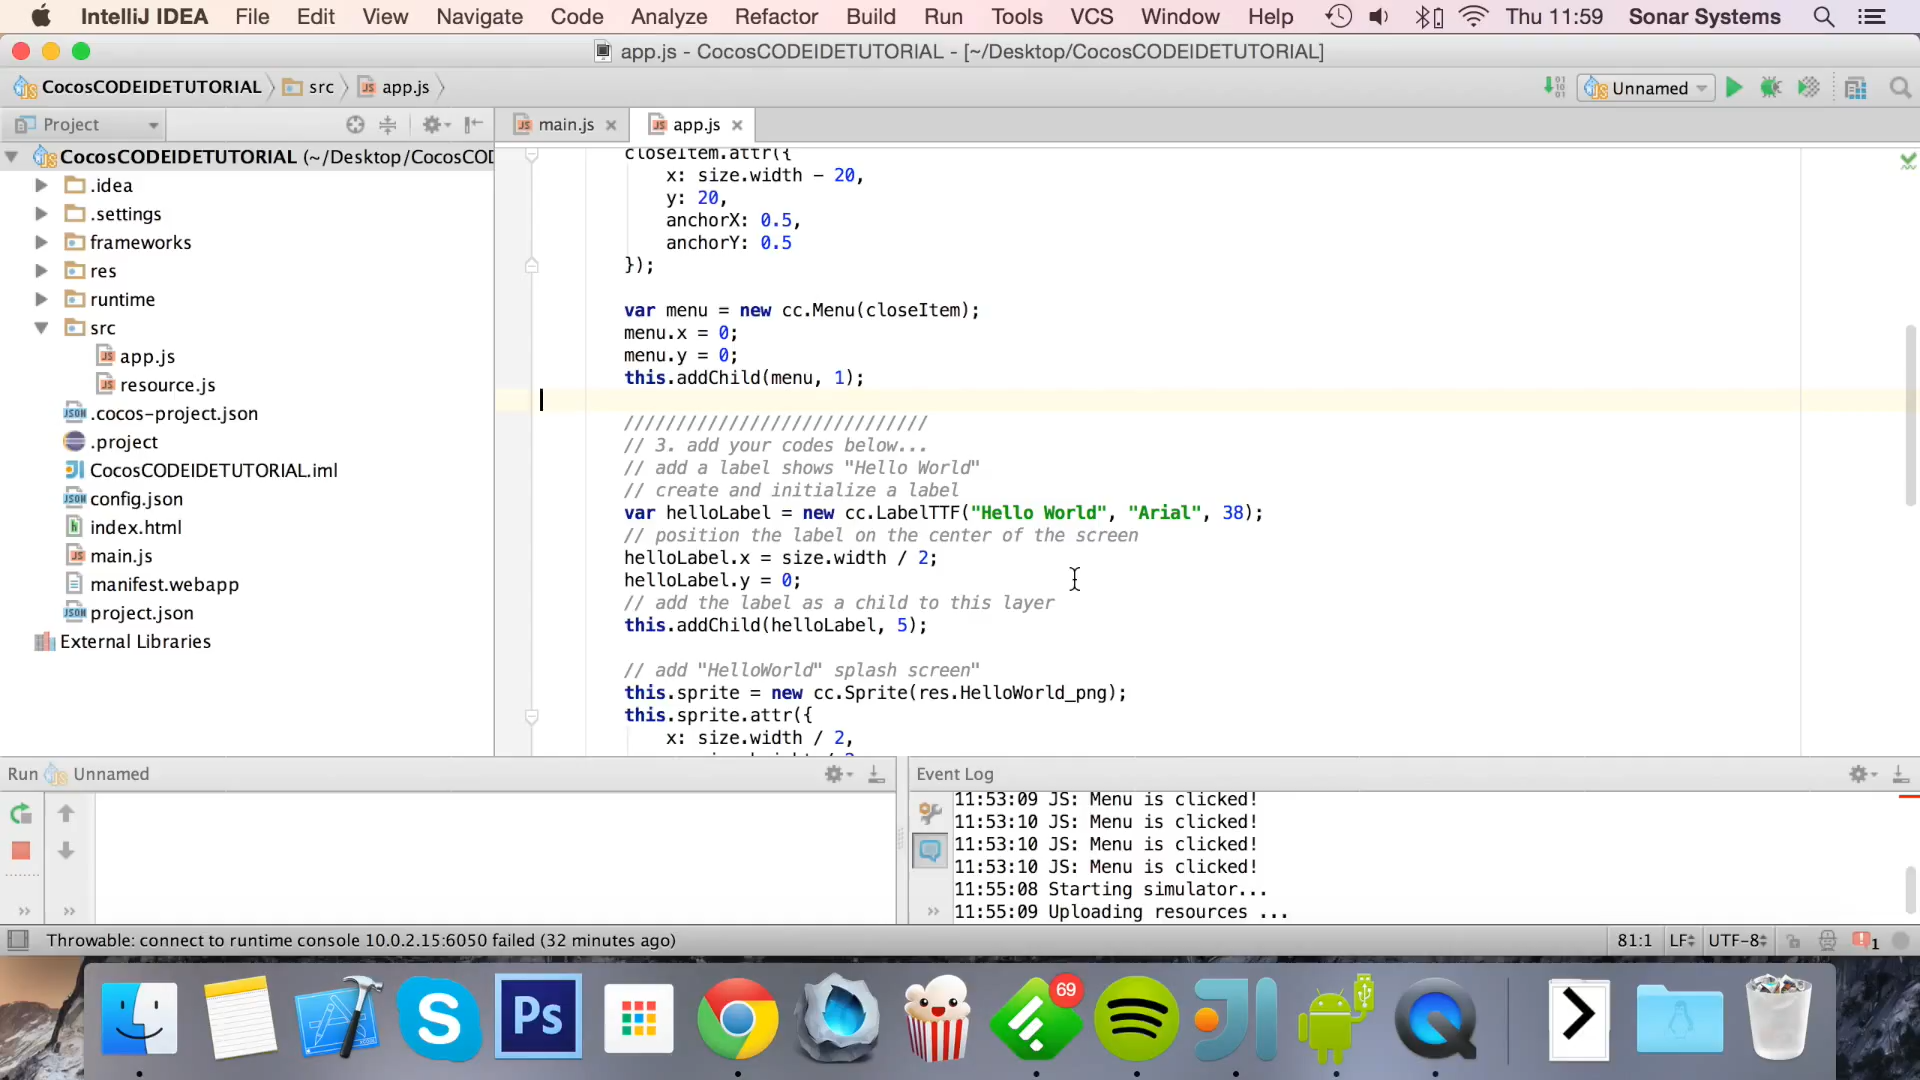 IntelliJ IDEA File Edit View Navigate Code Analyze Refactor Build Run Tools VCS Window Help Thu 11:59 Sonar Systems
app.js - CocosCODEIDETUTORIAL - [~/Desktop/CocosCODEIDETUTORIAL]
CocosCODEIDETUTORIAL src app.js Unnamed
Project main.js app.js
CocosCODEIDETUTORIAL (~/Desktop/CocosCOD
.idea
.settings
frameworks
res
runtime
src
app.js
resource.js
.cocos-project.json
.project
CocosCODEIDETUTORIAL.iml
config.json
index.html
main.js
manifest.webapp
project.json
External Libraries
closeItem.attr({
x: size.width - 20,
y: 20,
anchorX: 0.5,
anchorY: 0.5
});
var menu = new cc.Menu(closeItem);
menu.x = 0;
menu.y = 0;
this.addChild(menu, 1);
/////////////////////////////
// 3. add your codes below...
// add a label shows "Hello World"
// create and initialize a label
var helloLabel = new cc.LabelTTF("Hello World", "Arial", 38);
// position the label on the center of the screen
helloLabel.x = size.width / 2;
helloLabel.y = 0;
// add the label as a child to this layer
this.addChild(helloLabel, 5);
// add "HelloWorld" splash screen"
this.sprite = new cc.Sprite(res.HelloWorld_png);
this.sprite.attr({
x: size.width / 2,
Run Unnamed
Event Log
11:53:09 JS: Menu is clicked!
11:53:10 JS: Menu is clicked!
11:53:10 JS: Menu is clicked!
11:53:10 JS: Menu is clicked!
11:55:08 Starting simulator...
11:55:09 Uploading resources ...
Throwable: connect to runtime console 10.0.2.15:6050 failed (32 minutes ago) 81:1 LF UTF-8 1
S Ps 69